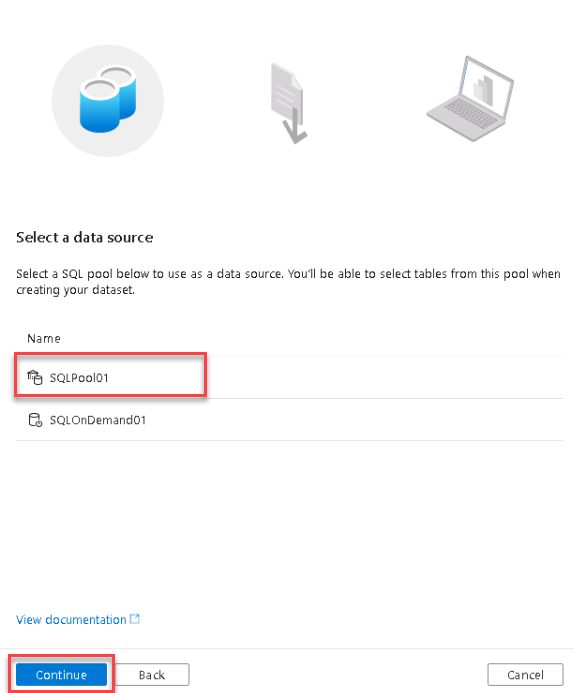 Select a data source
Select a SQL pool below to use as a data source. You'll be able to select tables from this pool when
creating your dataset.
Name
SQLPool01
SQLOnDemand01
View documentation
Continue
Back
Cancel